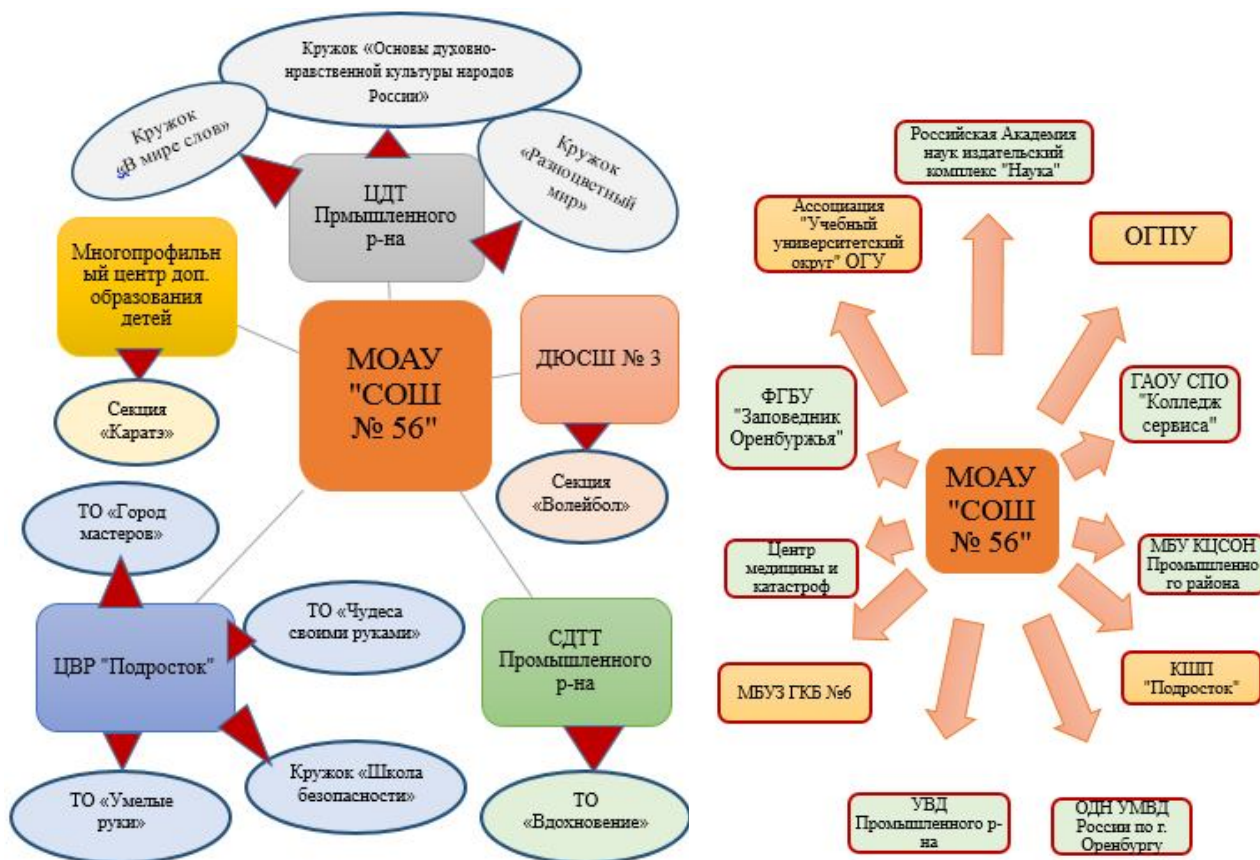 Кружок «Основы духовно-
нравственной культуры народов
России»
Кружок
«В мире слов»
Кружок
«Разноцветный
мир»
ЦДТ
Прмышленного
р-на
Многопрофильн
ый центр доп.
образования
детей
МОАУ
"СОШ
№ 56"
ДЮСШ № 3
Секция
«Каратэ»
Секция
«Волейбол»
ТО «Город
мастеров»
ТО «Чудеса
своими руками»
ЦВР "Подросток"
СДТТ
Промышленного
р-на
ТО «Умелые
руки»
Кружок «Школа
безопасности»
ТО
«Вдохновение»
Российская Академия
наук издательский
комплекс "Наука"
Ассоциация
"Учебный
университетский
округ" ОГУ
ОГПУ
ФГБУ
"Заповедник
Оренбуржья"
ГАОУ СПО
"Колледж
сервиса"
МОАУ
"СОШ
№ 56"
Центр
медицины и
катастроф
МБУ КЦСОН
Промышленно
го района
МБУЗ ГКБ №6
КШП
"Подросток"
УВД
Промышленного р-
на
ОДН УМВД
России по г.
Оренбургу